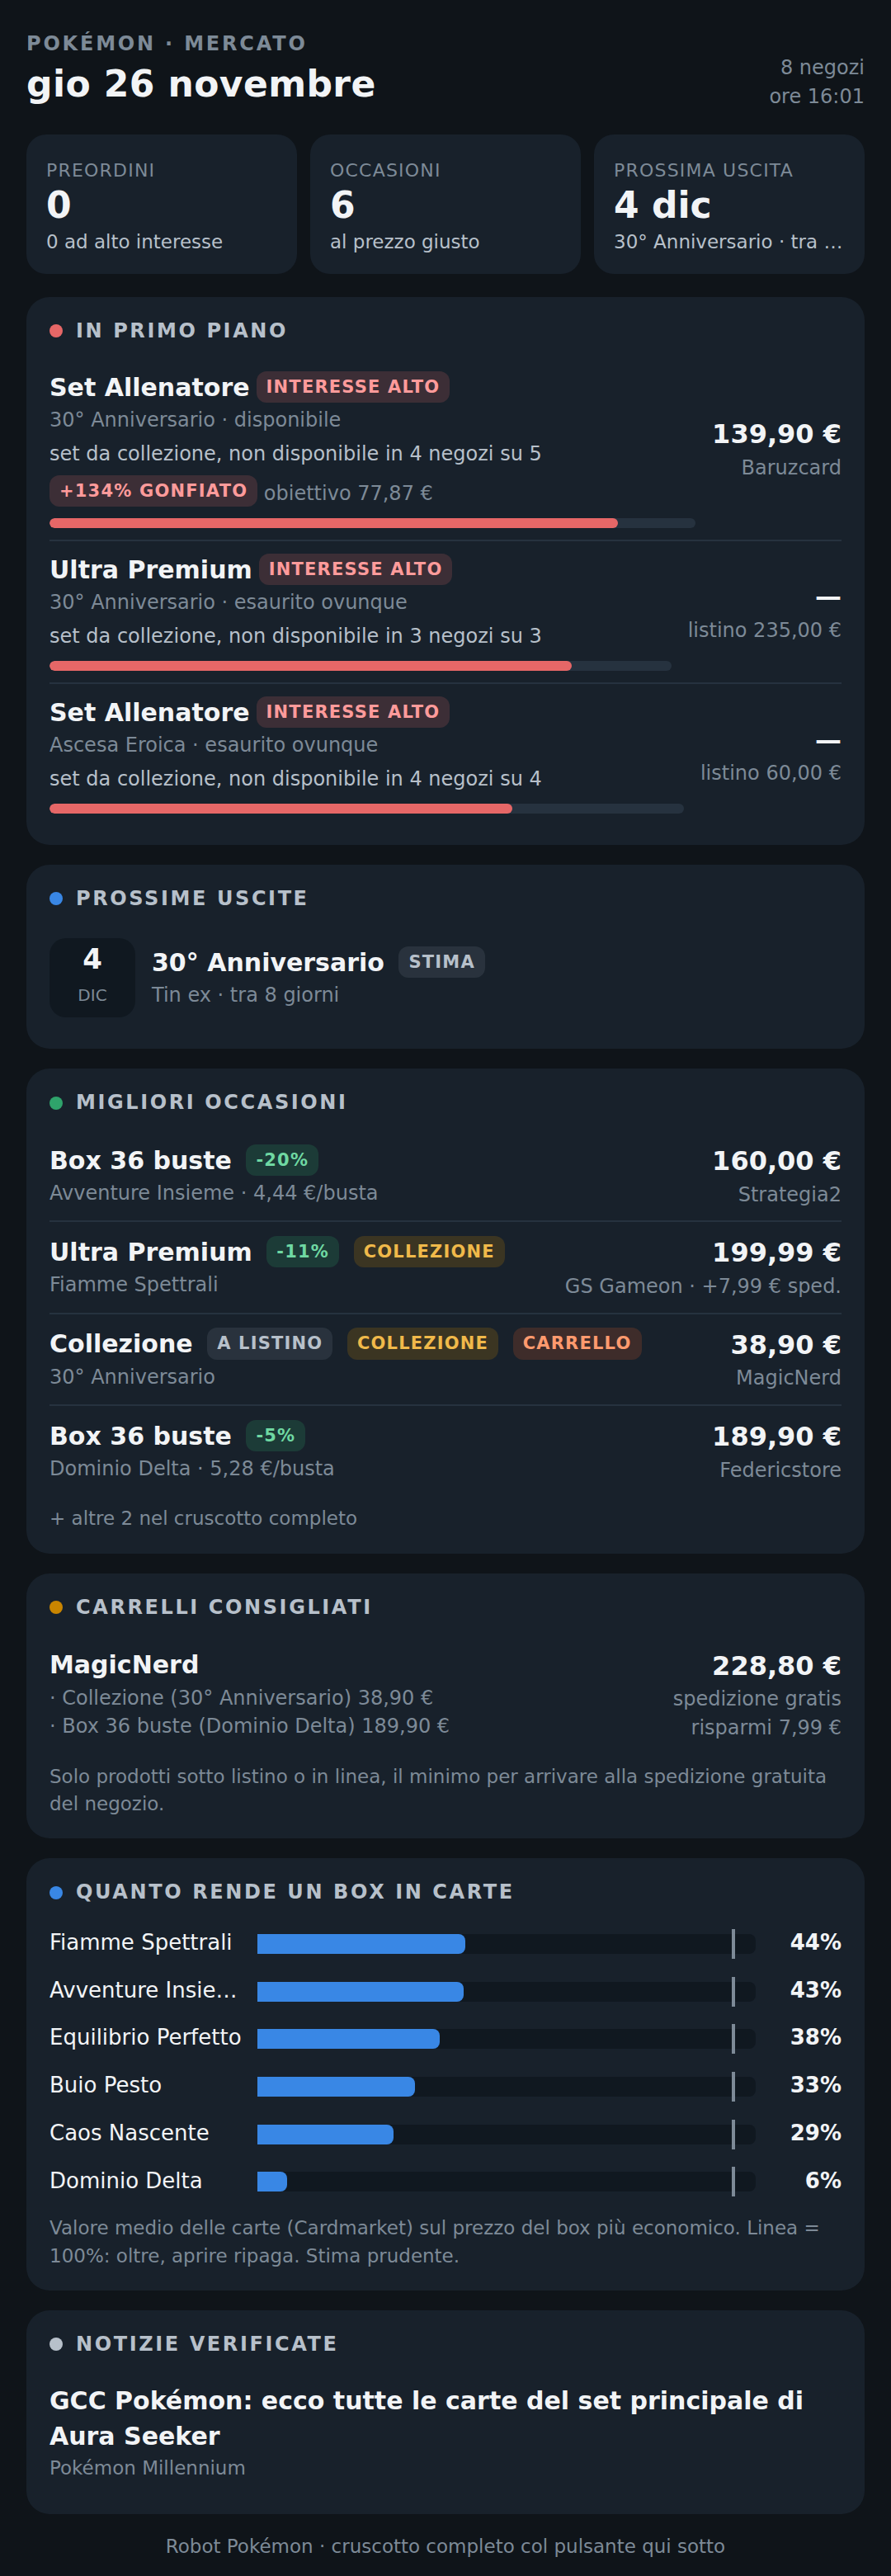 POKÉMON · MERCATO
gio 26 novembre
8 negozi
ore 16:01
PREORDINI
0
0 ad alto interesse
OCCASIONI
6
al prezzo giusto
PROSSIMA USCITA
4 dic
30° Anniversario · tra …
IN PRIMO PIANO
Set Allenatore INTERESSE ALTO
30° Anniversario · disponibile
set da collezione, non disponibile in 4 negozi su 5
+134% GONFIATO obiettivo 77,87 €
139,90 €
Baruzcard
Ultra Premium INTERESSE ALTO
30° Anniversario · esaurito ovunque
set da collezione, non disponibile in 3 negozi su 3
—
listino 235,00 €
Set Allenatore INTERESSE ALTO
Ascesa Eroica · esaurito ovunque
set da collezione, non disponibile in 4 negozi su 4
—
listino 60,00 €
PROSSIME USCITE
4
DIC
30° Anniversario STIMA
Tin ex · tra 8 giorni
MIGLIORI OCCASIONI
Box 36 buste -20%
Avventure Insieme · 4,44 €/busta
160,00 €
Strategia2
Ultra Premium -11% COLLEZIONE
Fiamme Spettrali
199,99 €
GS Gameon · +7,99 € sped.
Collezione A LISTINO COLLEZIONE CARRELLO
30° Anniversario
38,90 €
MagicNerd
Box 36 buste -5%
Dominio Delta · 5,28 €/busta
189,90 €
Federicstore
+ altre 2 nel cruscotto completo
CARRELLI CONSIGLIATI
MagicNerd
· Collezione (30° Anniversario) 38,90 €
· Box 36 buste (Dominio Delta) 189,90 €
228,80 €
spedizione gratis
risparmi 7,99 €
Solo prodotti sotto listino o in linea, il minimo per arrivare alla spedizione gratuita
del negozio.
QUANTO RENDE UN BOX IN CARTE
Fiamme Spettrali 44%
Avventure Insie… 43%
Equilibrio Perfetto 38%
Buio Pesto 33%
Caos Nascente 29%
Dominio Delta 6%
Valore medio delle carte (Cardmarket) sul prezzo del box più economico. Linea =
100%: oltre, aprire ripaga. Stima prudente.
NOTIZIE VERIFICATE
GCC Pokémon: ecco tutte le carte del set principale di
Aura Seeker
Pokémon Millennium
Robot Pokémon · cruscotto completo col pulsante qui sotto